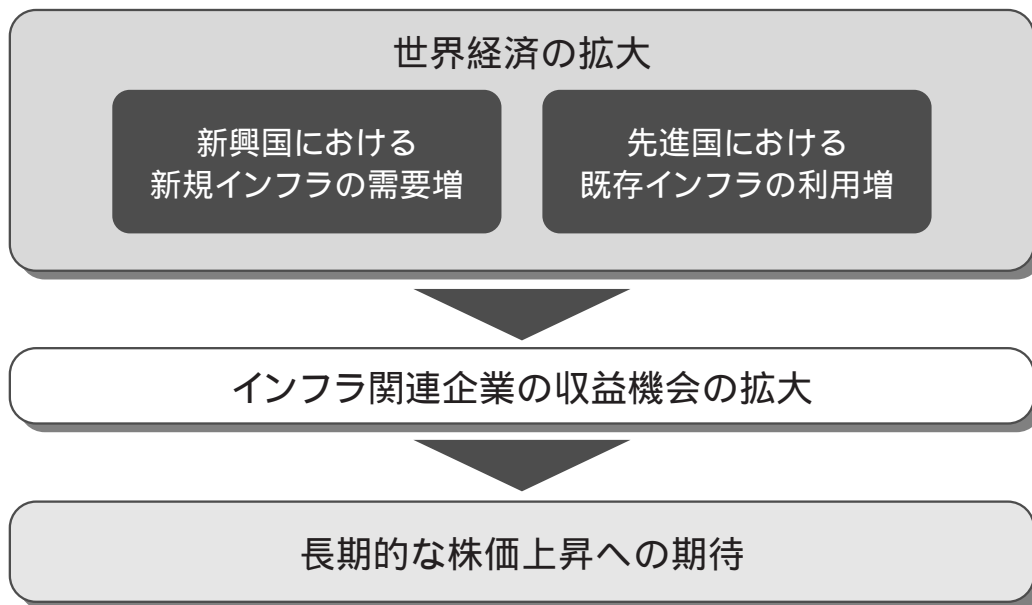 世界経済の拡大
新興国における
新規インフラの需要増
先進国における
既存インフラの利用増
インフラ関連企業の収益機会の拡大
長期的な株価上昇への期待